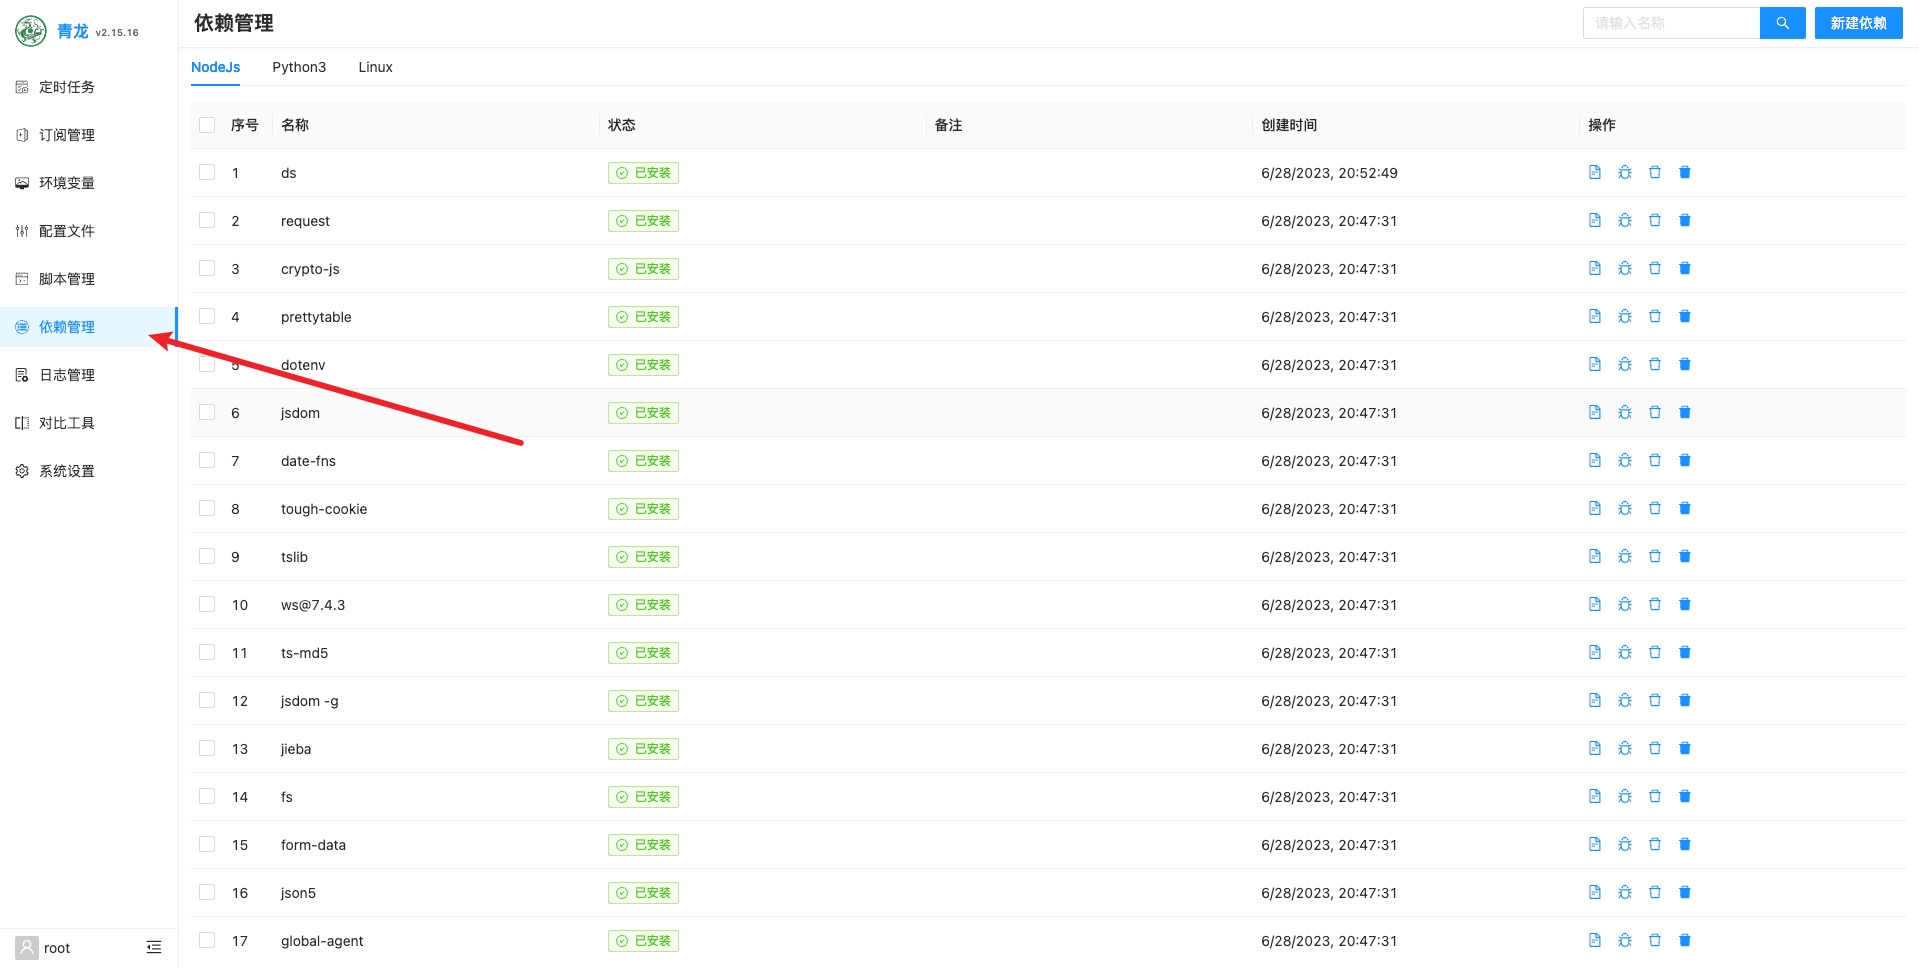 青龙 v2.15.16
依赖管理
请输入名称
新建依赖
定时任务
订阅管理
环境变量
配置文件
脚本管理
依赖管理
日志管理
对比工具
系统设置
root
NodeJs Python3 Linux
序号 名称 状态 备注 创建时间 操作
1 ds 已安装 6/28/2023, 20:52:49
2 request 已安装 6/28/2023, 20:47:31
3 crypto-js 已安装 6/28/2023, 20:47:31
4 prettytable 已安装 6/28/2023, 20:47:31
5 dotenv 已安装 6/28/2023, 20:47:31
6 jsdom 已安装 6/28/2023, 20:47:31
7 date-fns 已安装 6/28/2023, 20:47:31
8 tough-cookie 已安装 6/28/2023, 20:47:31
9 tslib 已安装 6/28/2023, 20:47:31
10 ws@7.4.3 已安装 6/28/2023, 20:47:31
11 ts-md5 已安装 6/28/2023, 20:47:31
12 jsdom -g 已安装 6/28/2023, 20:47:31
13 jieba 已安装 6/28/2023, 20:47:31
14 fs 已安装 6/28/2023, 20:47:31
15 form-data 已安装 6/28/2023, 20:47:31
16 json5 已安装 6/28/2023, 20:47:31
17 global-agent 已安装 6/28/2023, 20:47:31